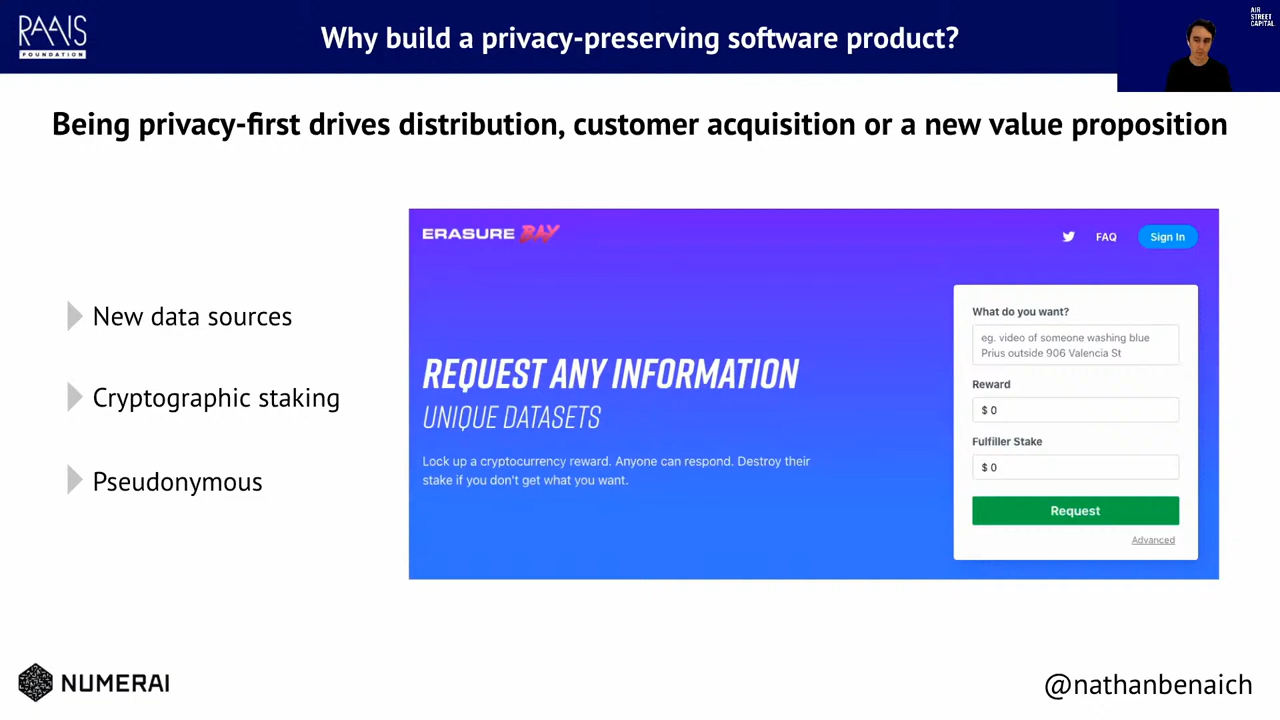 RAAIS
FOUNDATION
Why build a privacy-preserving software product?
AIR
STREET
CAPITAL
Being privacy-first drives distribution, customer acquisition or a new value proposition
New data sources
Cryptographic staking
Pseudonymous
ERASURE BAY
FAQ
Sign In
REQUEST ANY INFORMATION
UNIQUE DATASETS
Lock up a cryptocurrency reward. Anyone can respond. Destroy their
stake if you don't get what you want.
What do you want?
eg. video of someone washing blue
Prius outside 906 Valencia St
Reward
$ 0
Fulfiller Stake
$ 0
Request
Advanced
NUMERAI
@nathanbenaich